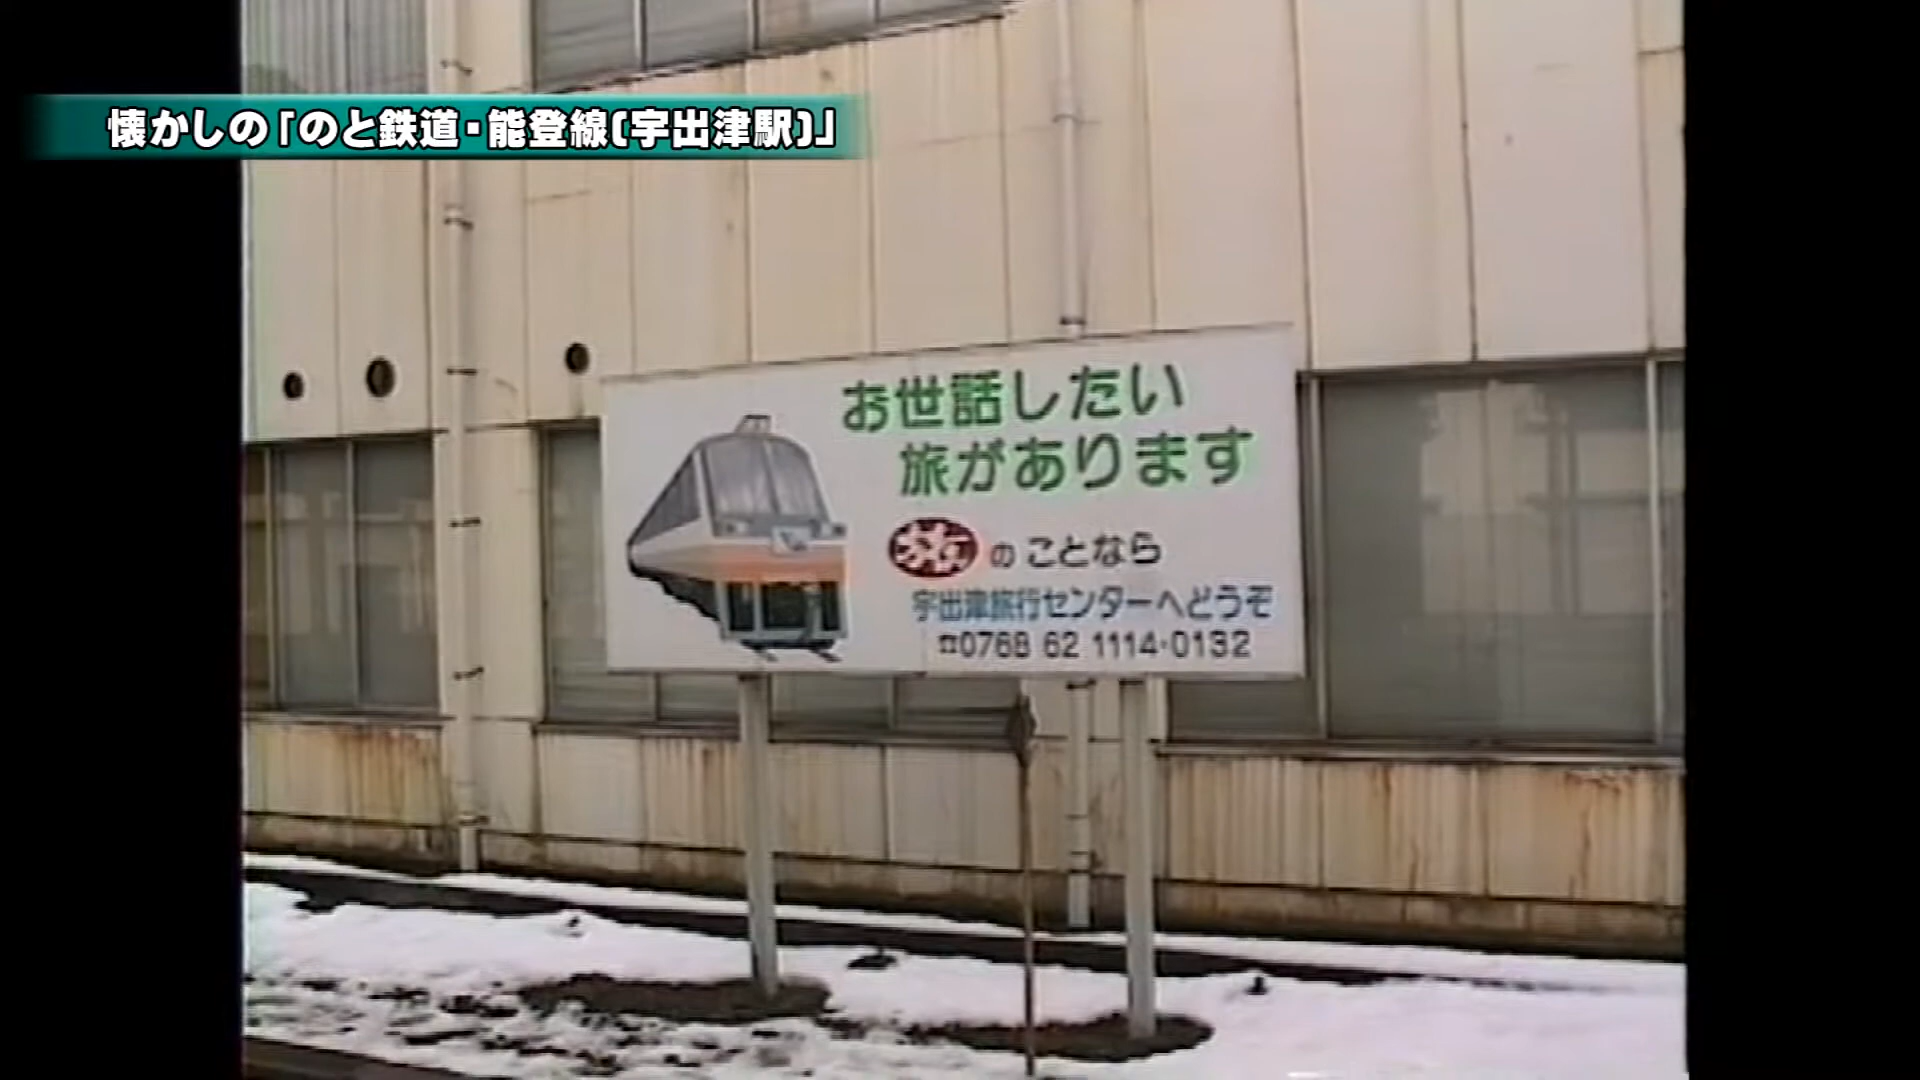 懐かしの「のと鉄道・能登線(宇出津駅)」
お世話したい
旅があります
旅 のことなら
宇出津旅行センターへどうぞ
☎0768 62 1114・0132